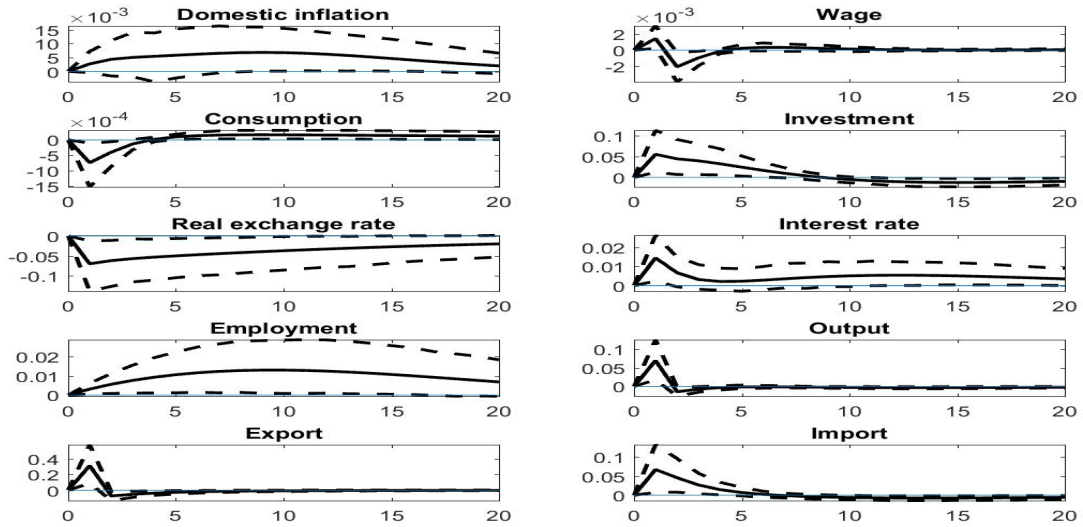 Domestic inflation
×10⁻³
15
10
5
0
0 5 10 15 20
Wage
×10⁻³
2
0
-2
0 5 10 15 20
Consumption
×10⁻⁴
0
-5
-10
-15
0 5 10 15 20
Investment
0.1
0.05
0
0 5 10 15 20
Real exchange rate
0
-0.05
-0.1
0 5 10 15 20
Interest rate
0.02
0.01
0
0 5 10 15 20
Employment
0.02
0.01
0
0 5 10 15 20
Output
0.1
0.05
0
0 5 10 15 20
Export
0.4
0.2
0
0 5 10 15 20
Import
0.1
0.05
0
0 5 10 15 20